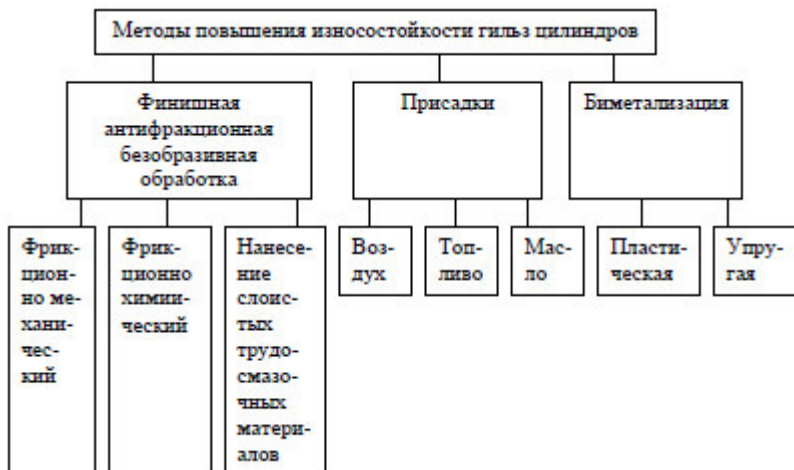 Методы повышения износостойкости гильз цилиндров
Финишная
антифракционная
безобразивная
обработка
Присадки
Биметализация
Фрик-
цион-
но ме-
хани-
чес-
кий
Фрик-
ционно
химии-
ческий
Нанесе-
ние
слоис-
тых
трудо-
смазо-
чных
матери-
алов
Воз-
дух
Топ-
ливо
Мас-
ло
Пласти-
ческая
Упру-
гая